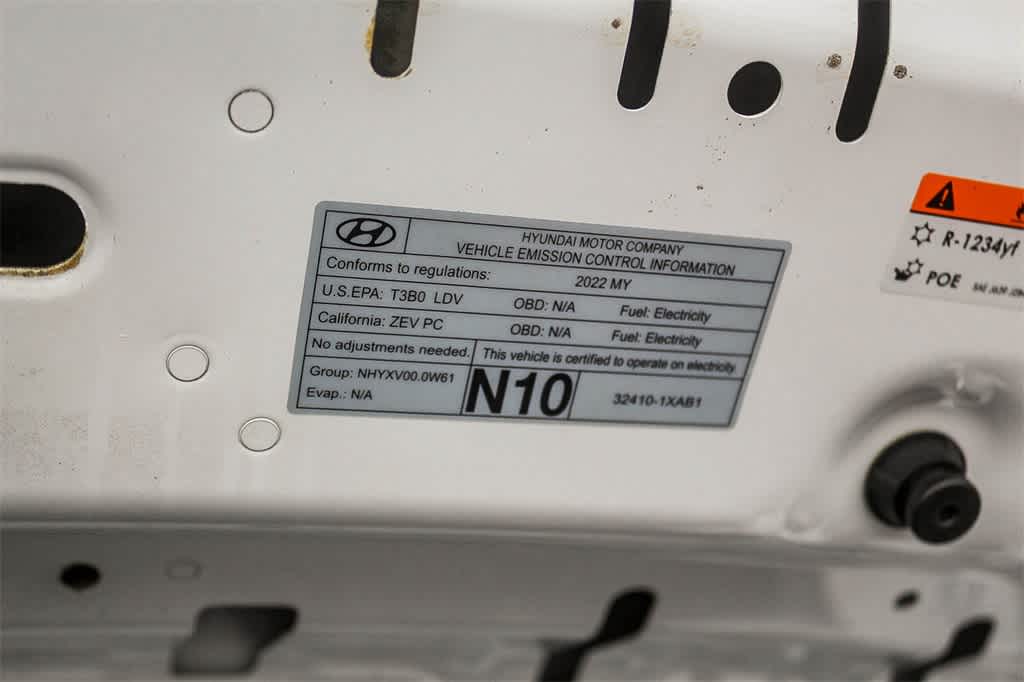 HYUNDAI MOTOR COMPANY
VEHICLE EMISSION CONTROL INFORMATION
Conforms to regulations: 2022 MY
U.S.EPA: T3B0 LDV OBD: N/A Fuel: Electricity
California: ZEV PC OBD: N/A Fuel: Electricity
No adjustments needed. This vehicle is certified to operate on electricity.
Group: NHYXV00.0W61
Evap.: N/A
N10
32410-1XAB1
R-1234yf
POE